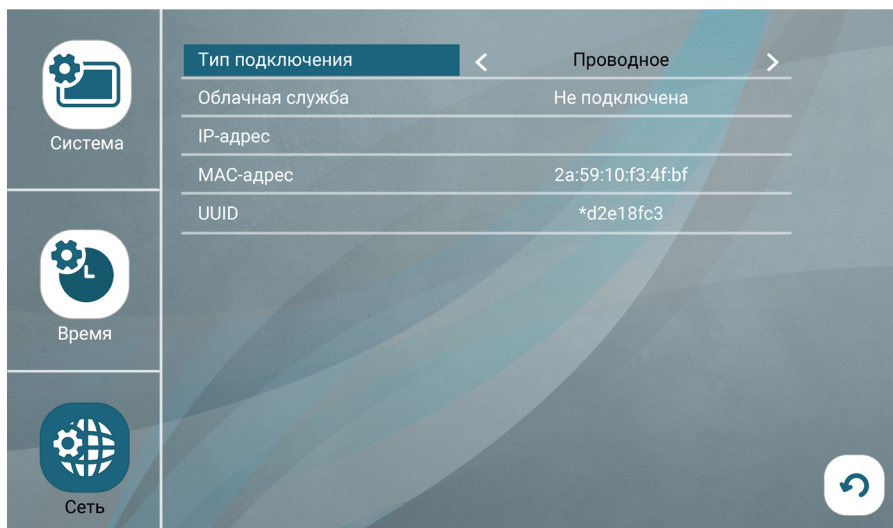 Система
Время
Сеть
Тип подключения < Проводное >
Облачная служба Не подключена
IP-адрес
MAC-адрес 2a:59:10:f3:4f:bf
UUID *d2e18fc3